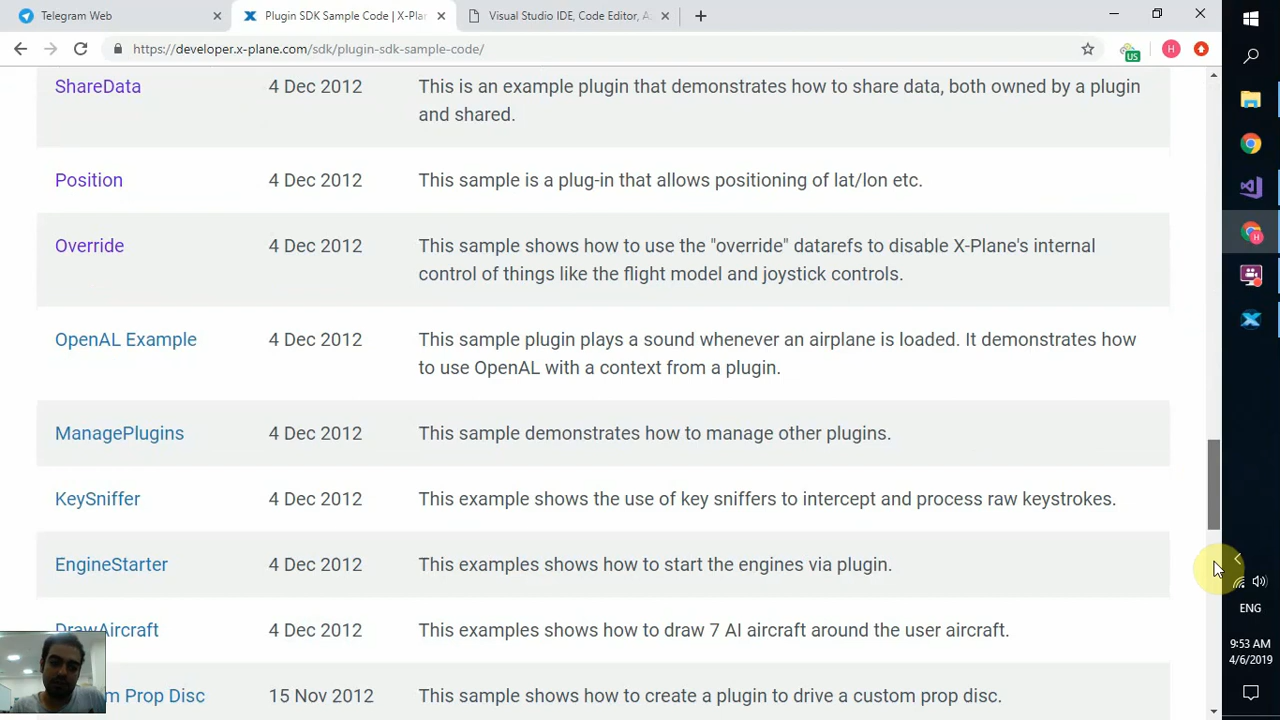 Telegram Web
Plugin SDK Sample Code | X-Pla
Visual Studio IDE, Code Editor, A
https://developer.x-plane.com/sdk/plugin-sdk-sample-code/
H
US
ShareData 4 Dec 2012 This is an example plugin that demonstrates how to share data, both owned by a plugin
and shared.
Position 4 Dec 2012 This sample is a plug-in that allows positioning of lat/lon etc.
Override 4 Dec 2012 This sample shows how to use the "override" datarefs to disable X-Plane's internal
control of things like the flight model and joystick controls.
OpenAL Example 4 Dec 2012 This sample plugin plays a sound whenever an airplane is loaded. It demonstrates how
to use OpenAL with a context from a plugin.
ManagePlugins 4 Dec 2012 This sample demonstrates how to manage other plugins.
KeySniffer 4 Dec 2012 This example shows the use of key sniffers to intercept and process raw keystrokes.
EngineStarter 4 Dec 2012 This examples shows how to start the engines via plugin.
DrawAircraft 4 Dec 2012 This examples shows how to draw 7 AI aircraft around the user aircraft.
Prop Disc 15 Nov 2012 This sample shows how to create a plugin to drive a custom prop disc.
H
ENG
9:53 AM
4/6/2019